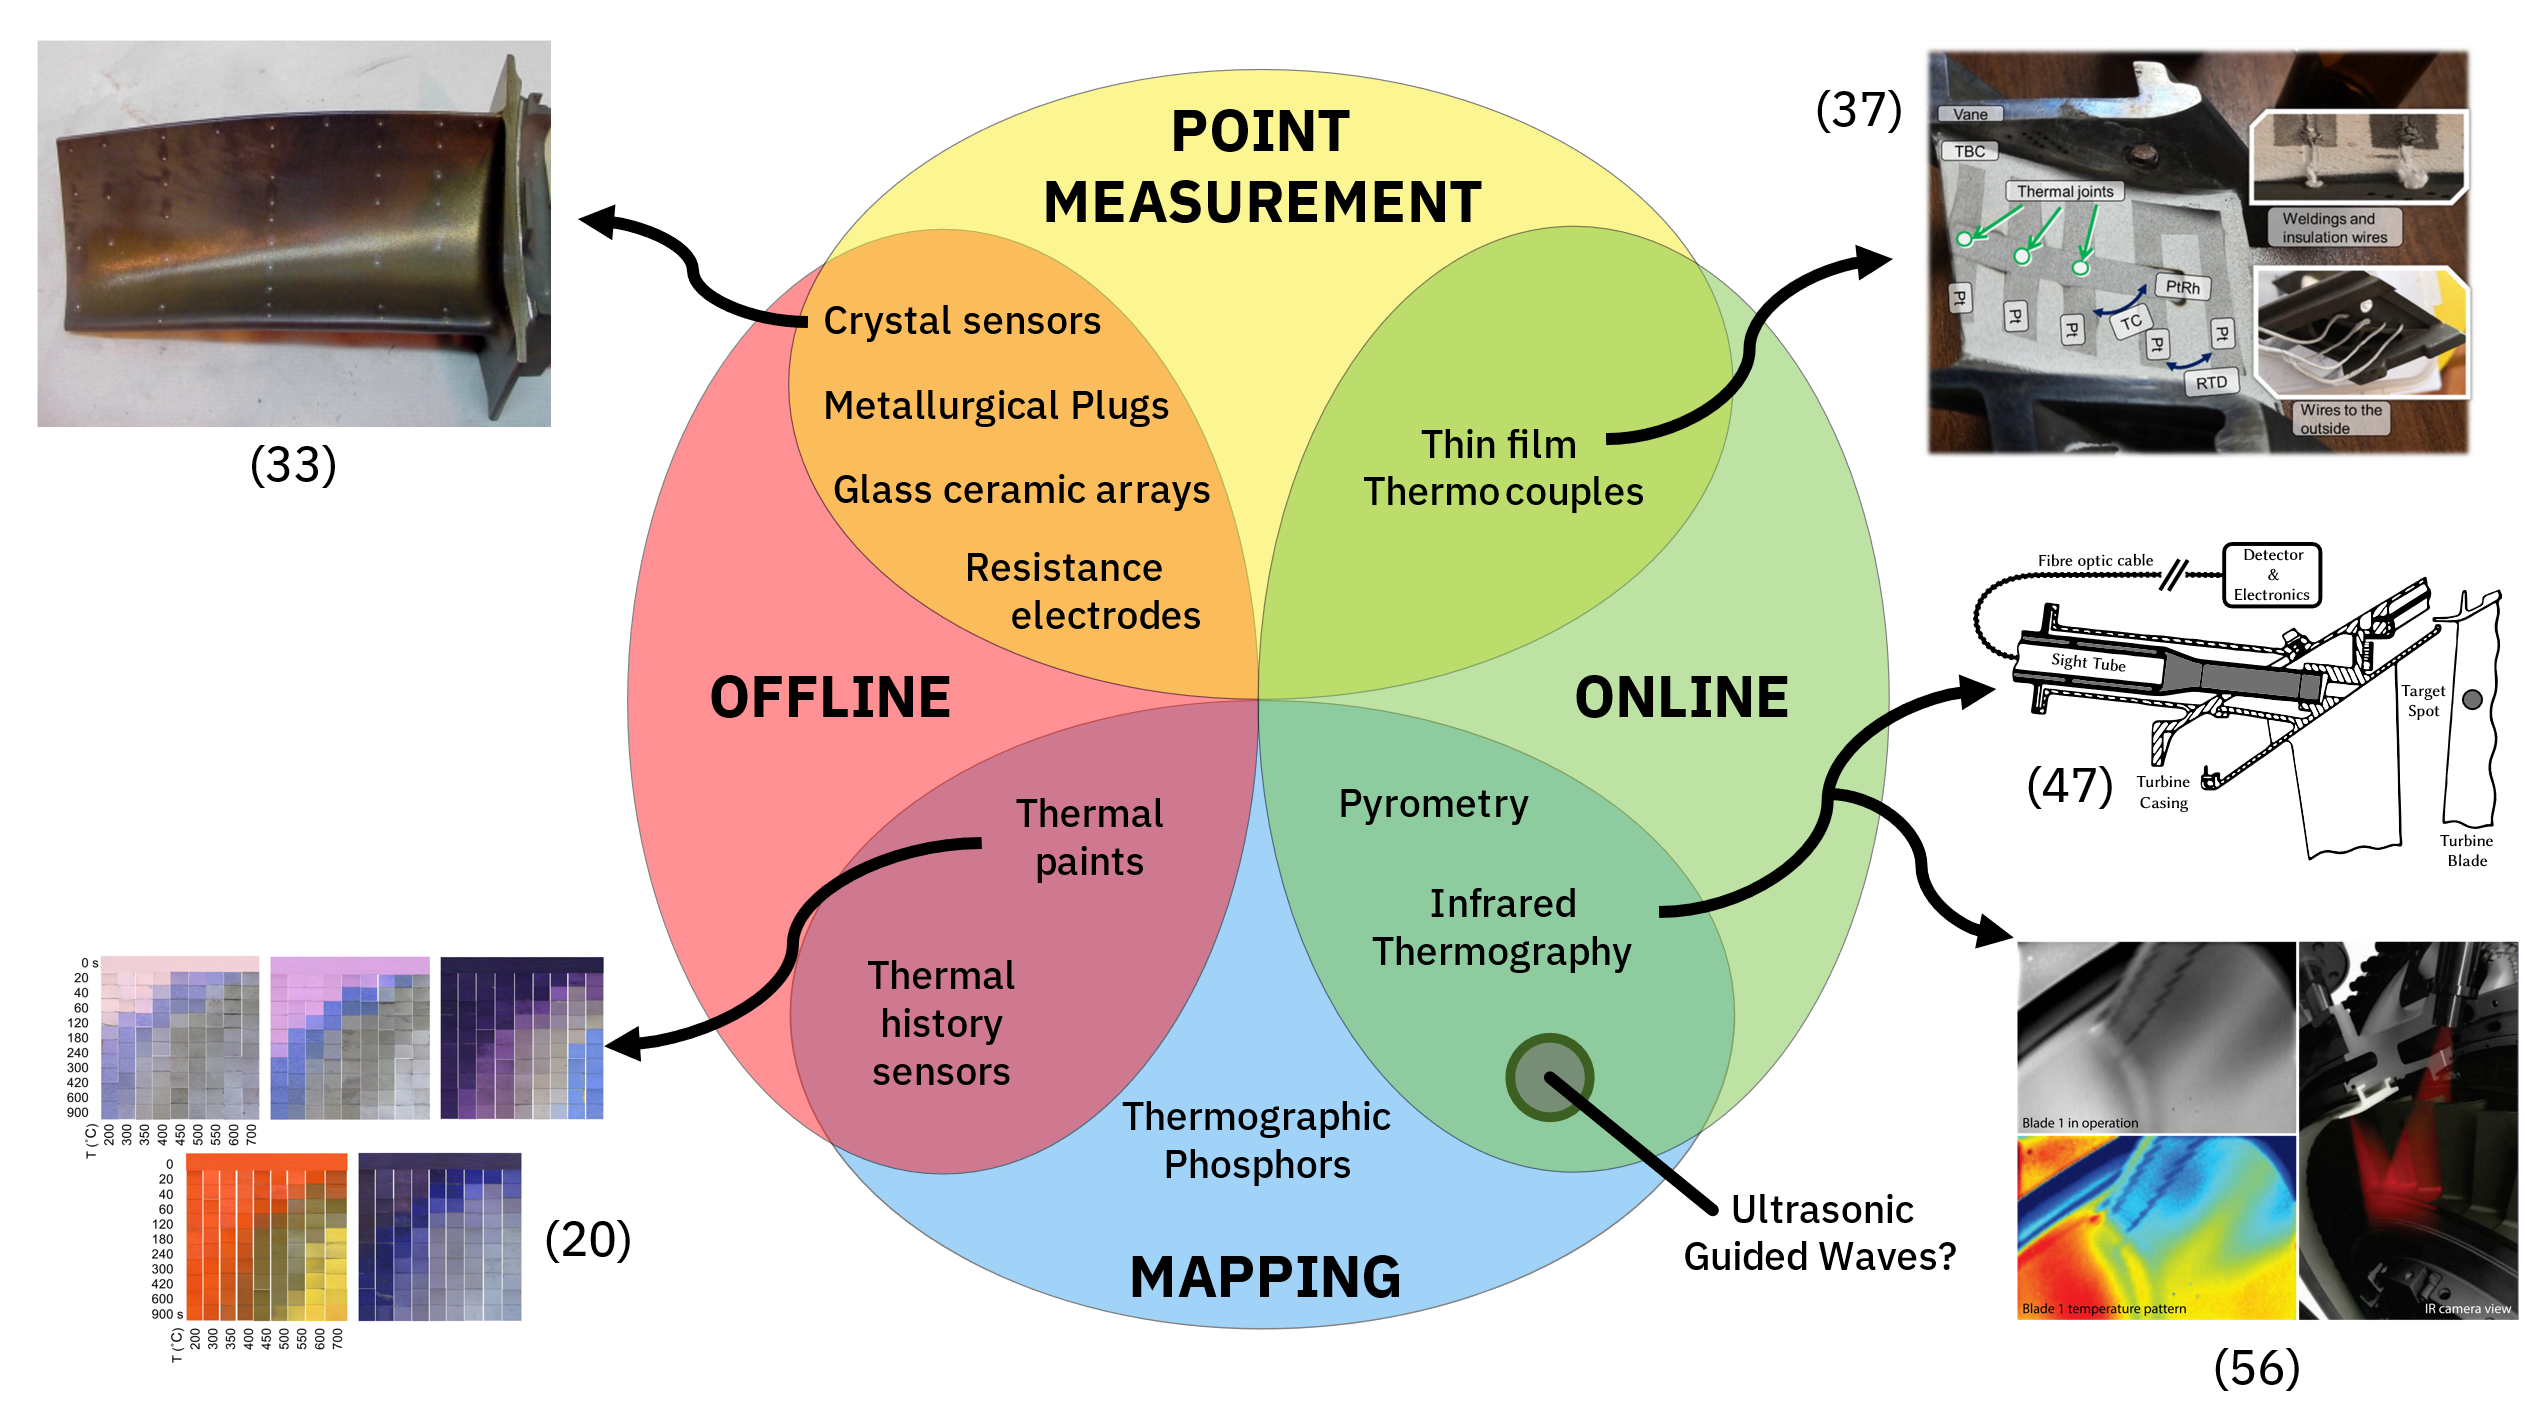 POINT
MEASUREMENT
(37)
Vane
TBC
Thermal joints
Weldings and
insulation wires
PtRh
Pt
Pt
Pt
TC
Pt
Pt
RTD
Wires to the
outside
(33)
Crystal sensors
Metallurgical Plugs
Glass ceramic arrays
Resistance
electrodes
Thin film
Thermocouples
OFFLINE
ONLINE
Fibre optic cable
Detector
&
Electronics
Sight Tube
Target
Spot
(47)
Turbine
Casing
Turbine
Blade
Thermal
paints
Thermal
history
sensors
Pyrometry
Infrared
Thermography
Thermographic
Phosphors
MAPPING
Ultrasonic
Guided Waves?
0 s
20
40
60
120
180
240
300
420
600
900
T (°C)
200
300
350
400
450
500
550
600
700
0
20
40
60
120
180
240
300
420
600
900 s
T (°C)
200
300
350
400
450
500
550
600
700
(20)
Blade 1 in operation
Blade 1 temperature pattern
IR camera view
(56)